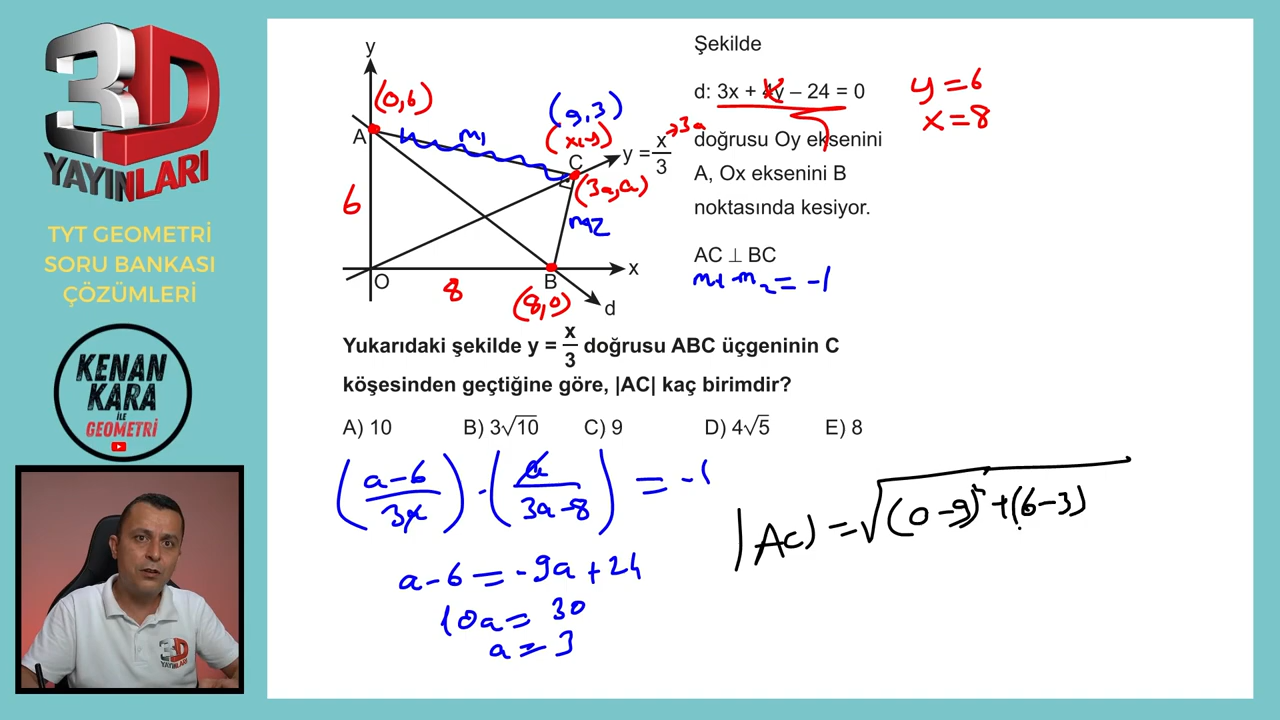 3D
YAYINLARI
TYT GEOMETRİ
SORU BANKASI
ÇÖZÜMLERİ
KENAN
KARA
İLE
GEOMETRİ
3D
YAYINLARI
y
(0,6)
A
6
m1
(9,3)
(x,y)
C
y = x/3
→3a
(3a,a)
m2
O
8
B
x
(8,0)
d
Şekilde
d: 3x + 4y – 24 = 0
doğrusu Oy eksenini
A, Ox eksenini B
noktasında kesiyor.
AC ⊥ BC
m1 · m2 = -1
y = 6
x = 8
Yukarıdaki şekilde y = x/3 doğrusu ABC üçgeninin C
köşesinden geçtiğine göre, |AC| kaç birimdir?
A) 10 B) 3√10 C) 9 D) 4√5 E) 8
(a-6/3a) · (a/3a-8) = -1
a-6 = -9a+24
10a = 30
a = 3
|AC| = √(0-9)² + (6-3)